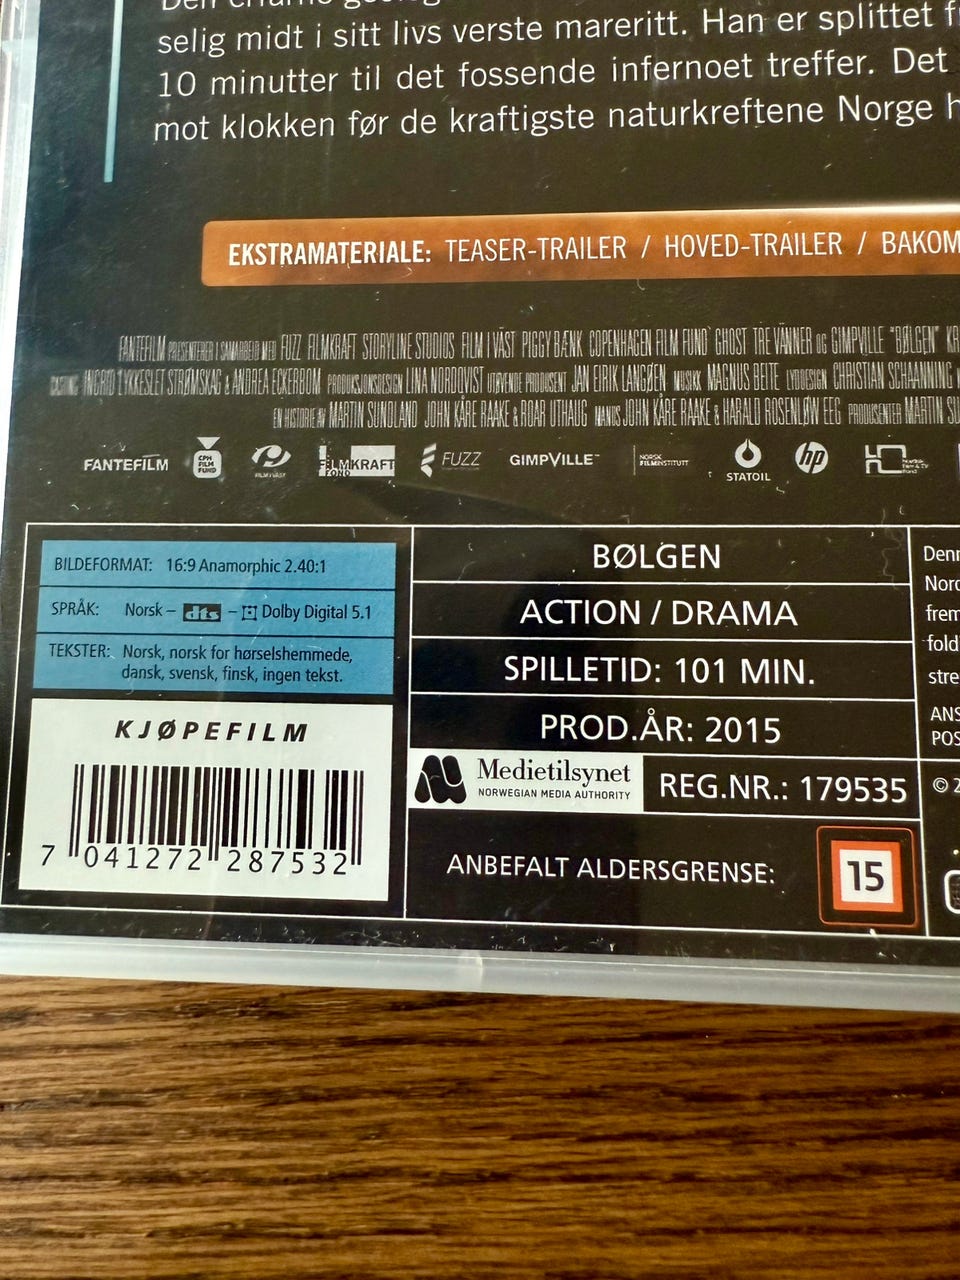 selig midt i sitt livs verste mareritt. Han er splittet
10 minutter til det fossende infernoet treffer. Det
mot klokken før de kraftigste naturkreftene Norge
EKSTRAMATERIALE: TEASER-TRAILER / HOVED-TRAILER / BAKOM
FANTEFILM PRESENTERER I SAMARBEID MED FUZZ FILMKRAFT STORYLINE STUDIOS FILM I VÄST PIGGY BÆNK COPENHAGEN FILM FUND GHOST TRE VÄNNER OG GIMPVILLE "BØLGEN"
CASTING INGRID LYKKESLET STRØMSKAG & ANDREA ECKERBOM PRODUKSJONSDESIGN LINA NORDQVIST UTØVENDE PRODUSENT JAN EIRIK LANGØEN MUSIKK MAGNUS BEITE LYDDESIGN CHRISTIAN SCHAANNING
EN HISTORIE AV MARTIN SUNDLAND JOHN KÅRE RAAKE & ROAR UTHAUG MANUS JOHN KÅRE RAAKE & HARALD ROSENLØW EEG PRODUSENTER MARTIN
FANTEFILM CPH FILM FUND FILM I VÄST FILMKRAFT FOND FUZZ GIMPVILLE NORSK FILMINSTITUTT STATOIL hp
BILDEFORMAT: 16:9 Anamorphic 2.40:1
SPRÅK: Norsk – dts – Dolby Digital 5.1
TEKSTER: Norsk, norsk for hørselshemmede,
dansk, svensk, finsk, ingen tekst.
KJØPEFILM
7 041272 287532
BØLGEN
ACTION / DRAMA
SPILLETID: 101 MIN.
PROD.ÅR: 2015
Medietilsynet
NORWEGIAN MEDIA AUTHORITY
REG.NR.: 179535
ANBEFALT ALDERSGRENSE: 15